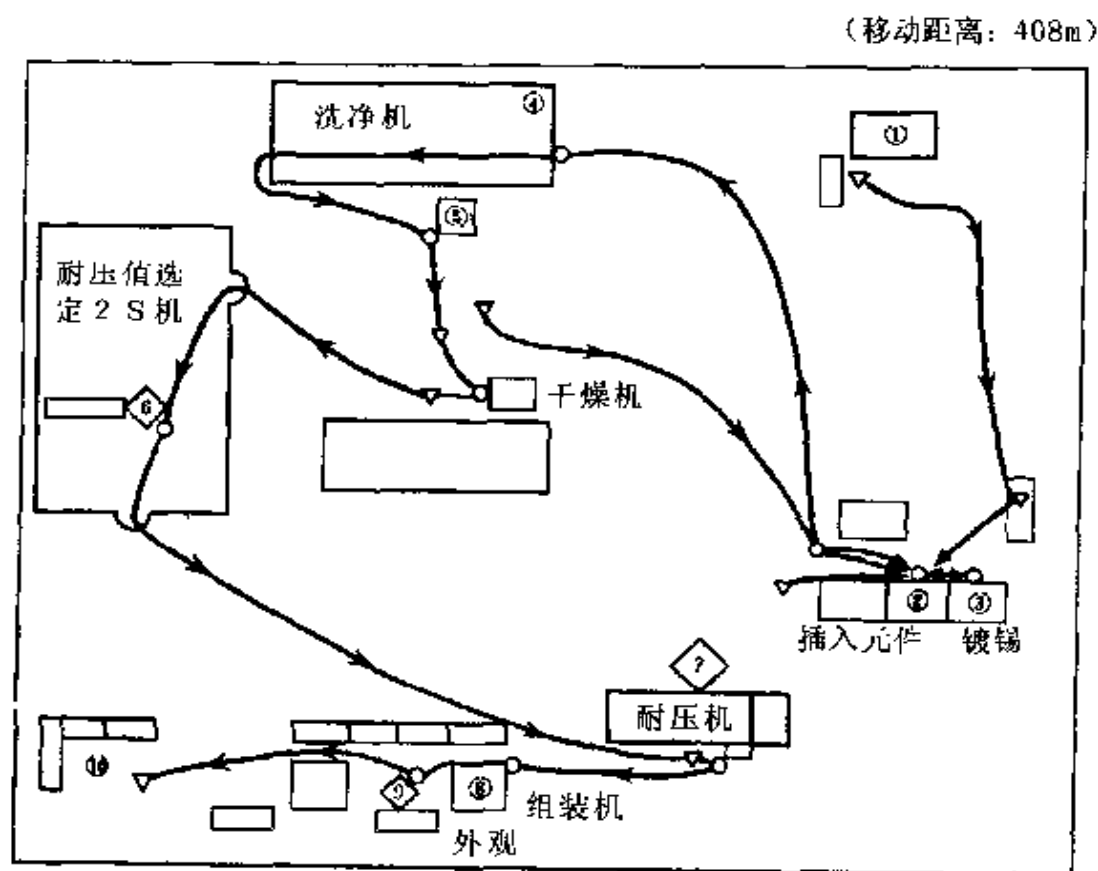 （移动距离：408m）
洗净机
④
①
⑤
耐压值选
定2S机
干燥机
6
②
③
插入元件
镀锡
7
耐压机
⑩
9
⑧
组装机
外观